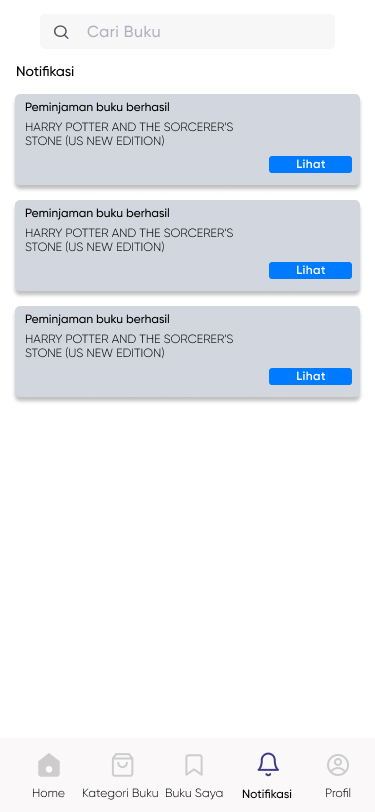 Cari Buku
Notifikasi
Peminjaman buku berhasil
HARRY POTTER AND THE SORCERER'S
STONE (US NEW EDITION)
Lihat
Peminjaman buku berhasil
HARRY POTTER AND THE SORCERER'S
STONE (US NEW EDITION)
Lihat
Peminjaman buku berhasil
HARRY POTTER AND THE SORCERER'S
STONE (US NEW EDITION)
Lihat
Home Kategori Buku Buku Saya Notifikasi Profil